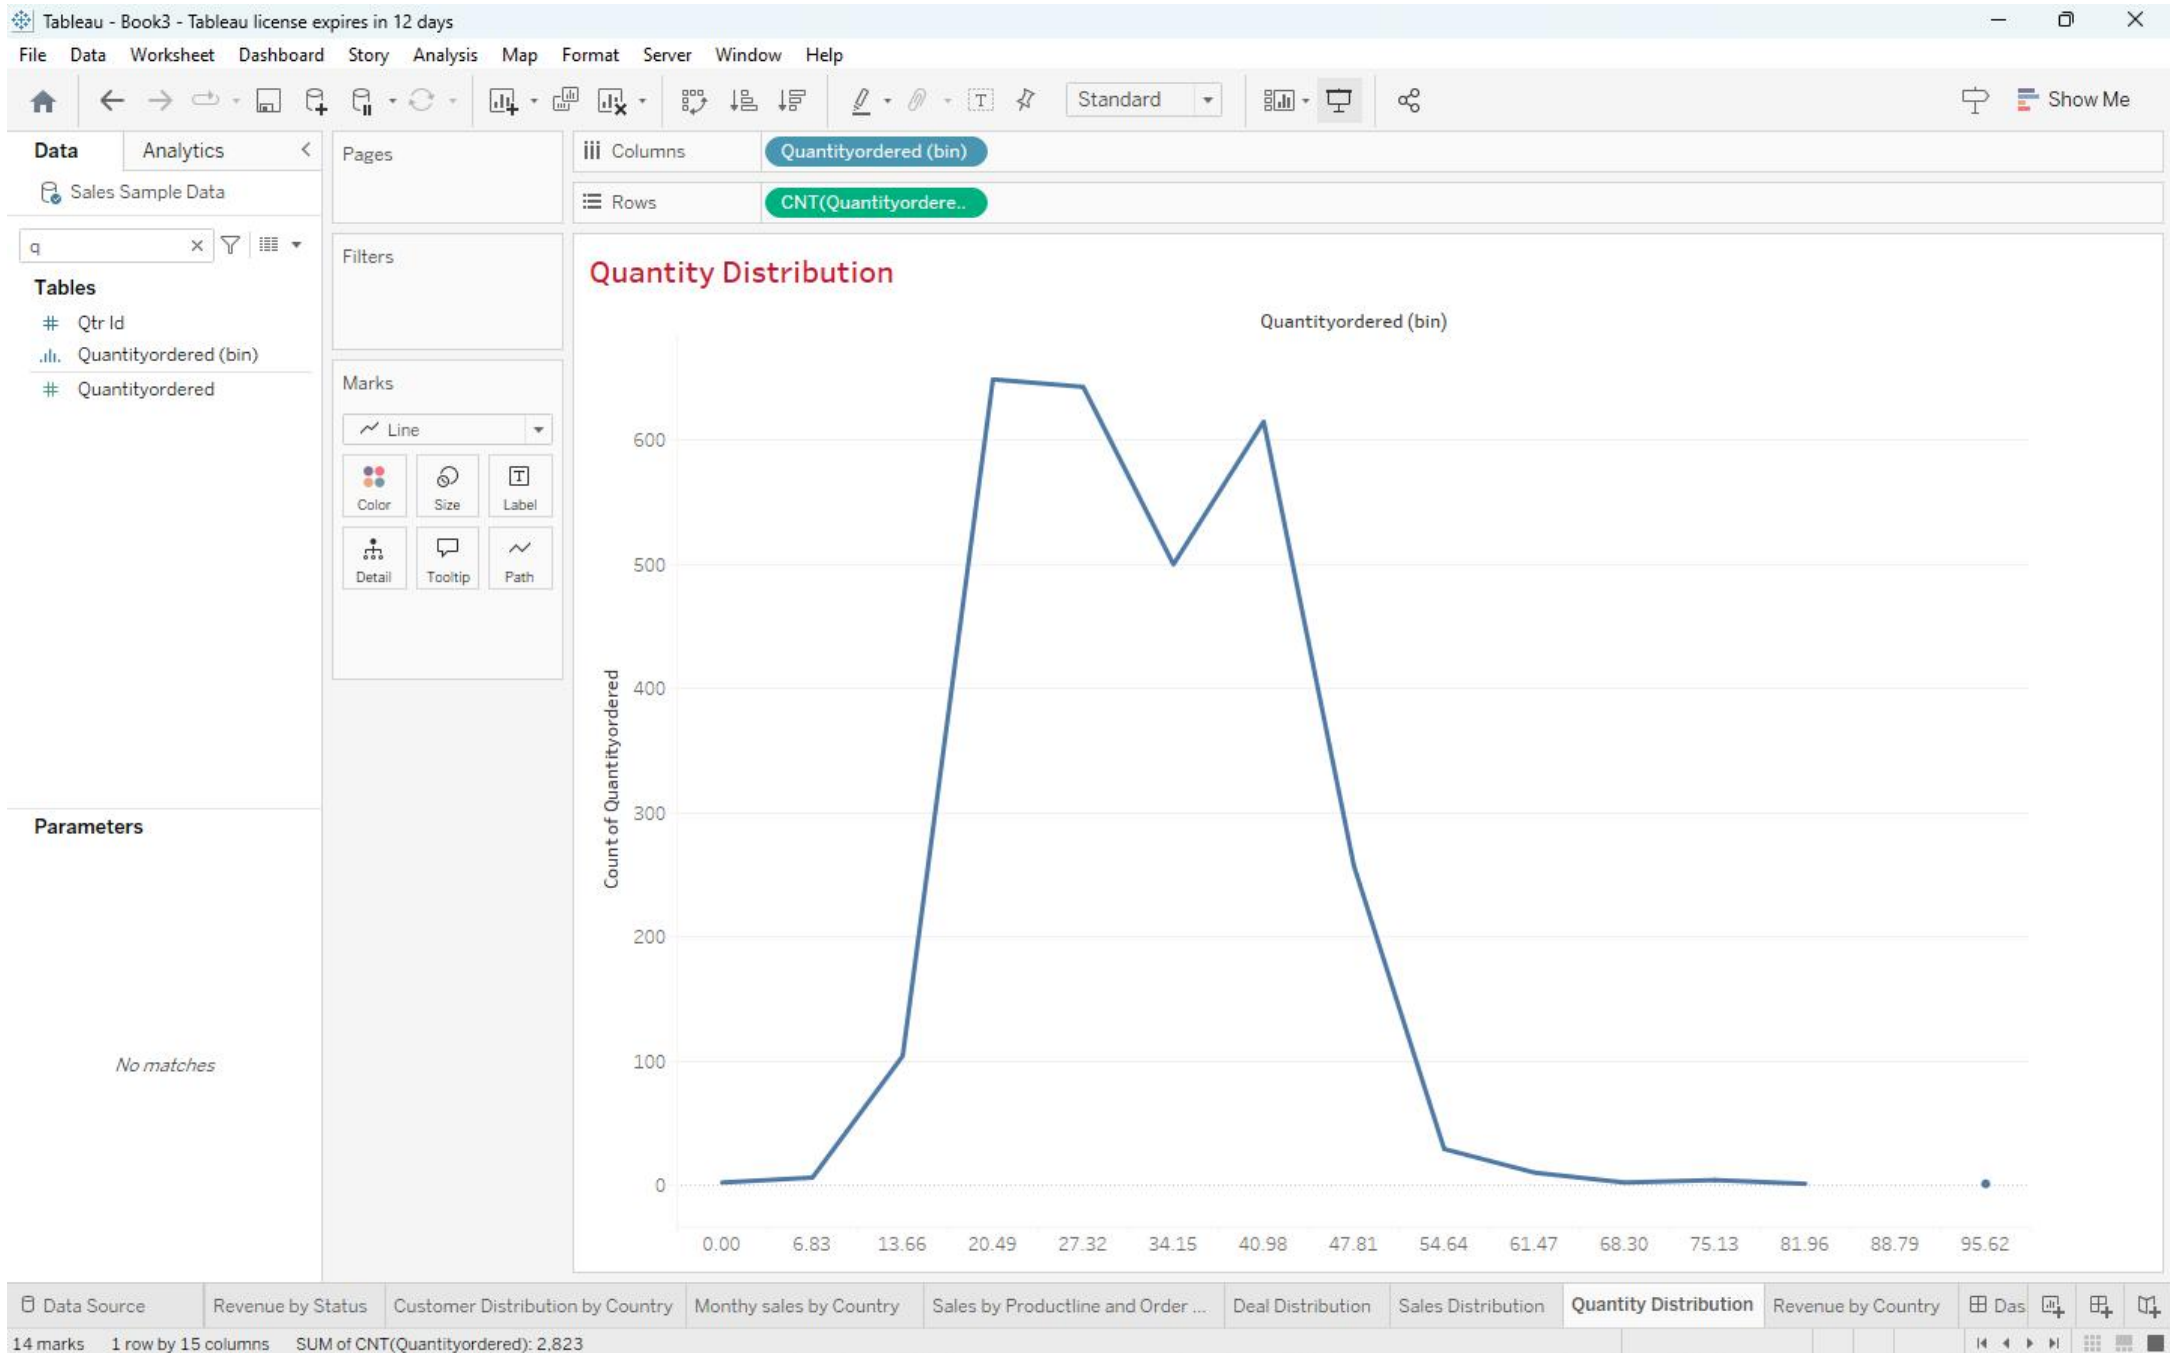 Tableau - Book3 - Tableau license expires in 12 days
File Data Worksheet Dashboard Story Analysis Map Format Server Window Help
Standard
Show Me
Data Analytics
Sales Sample Data
q
Tables
Qtr Id
Quantityordered (bin)
Quantityordered
Parameters
No matches
Pages
Filters
Marks
Line
Color Size Label
Detail Tooltip Path
Columns Quantityordered (bin)
Rows CNT(Quantityordere..
Quantity Distribution
Quantityordered (bin)
Count of Quantityordered
600
500
400
300
200
100
0
0.00 6.83 13.66 20.49 27.32 34.15 40.98 47.81 54.64 61.47 68.30 75.13 81.96 88.79 95.62
Data Source Revenue by Status Customer Distribution by Country Monthy sales by Country Sales by Productline and Order ... Deal Distribution Sales Distribution Quantity Distribution Revenue by Country Das
14 marks 1 row by 15 columns SUM of CNT(Quantityordered): 2,823